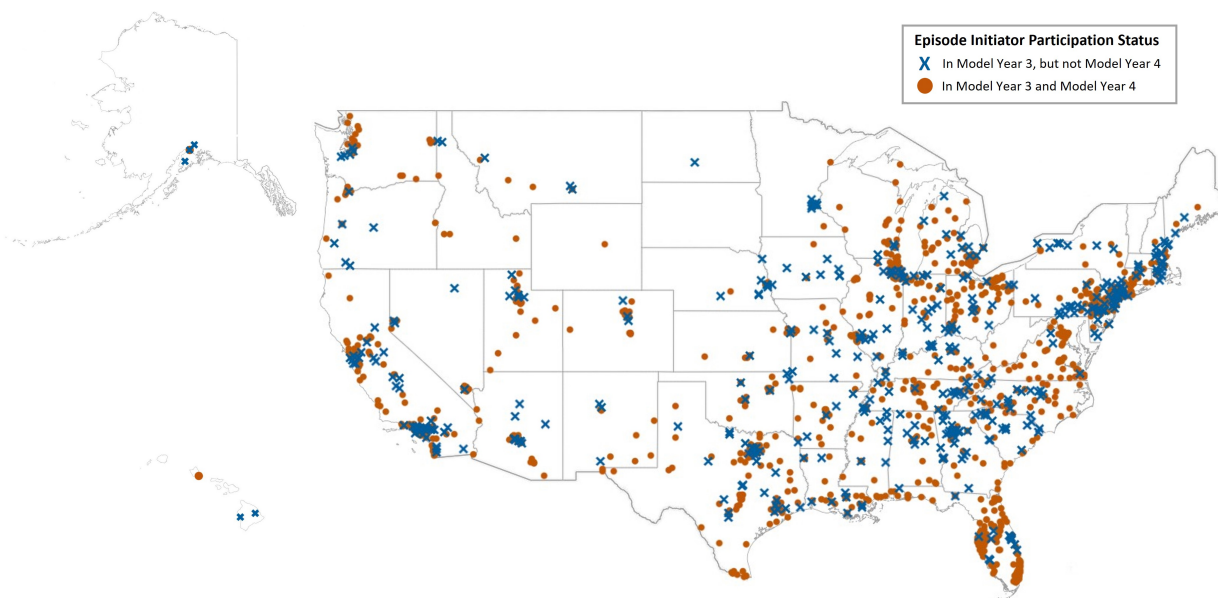 Episode Initiator Participation Status
In Model Year 3, but not Model Year 4
In Model Year 3 and Model Year 4